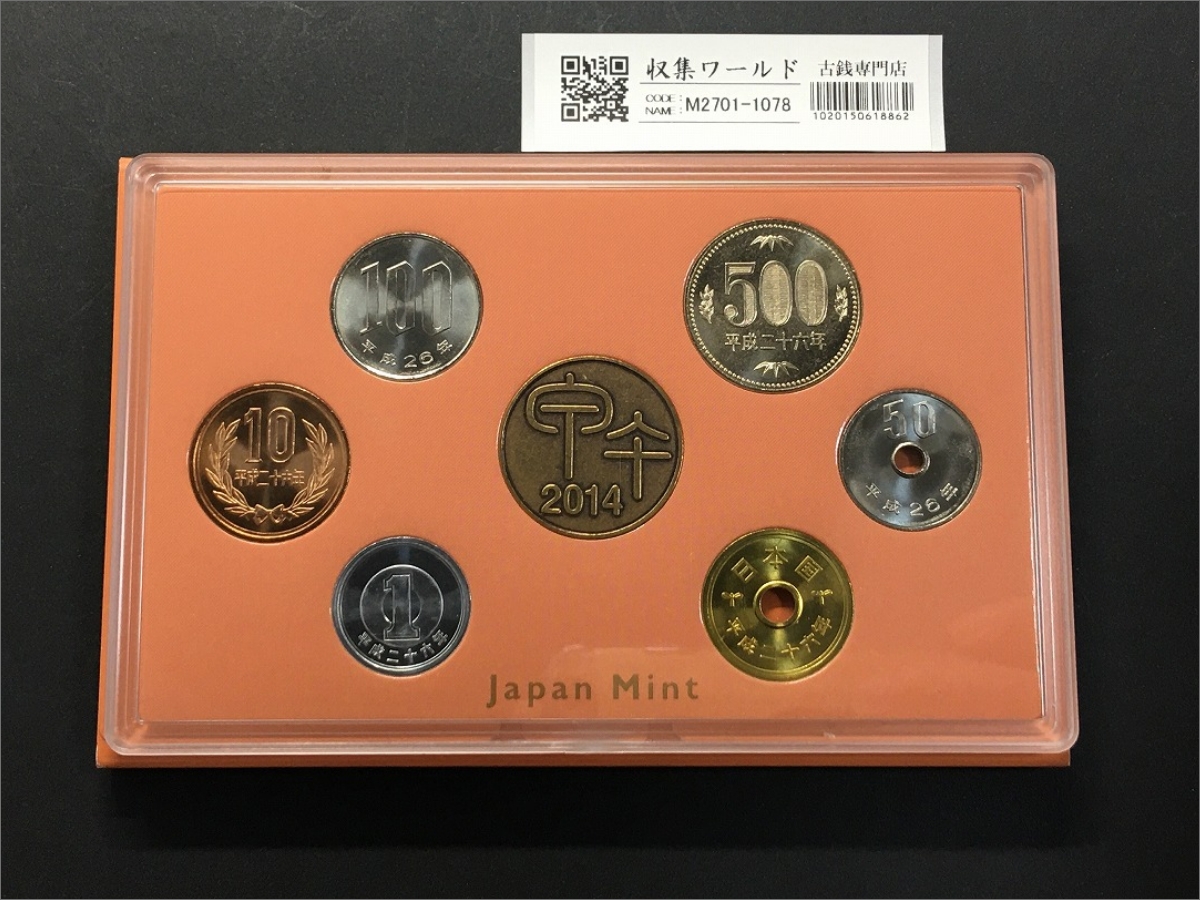 収集ワールド 古銭専門店
CODE:
NAME: M2701-1078
1020150618862
100
平成26年
500
平成二十六年
10
平成二十六年
50
平成26年
2014
1
平成二十六年
日本国
平成二十六年
Japan Mint